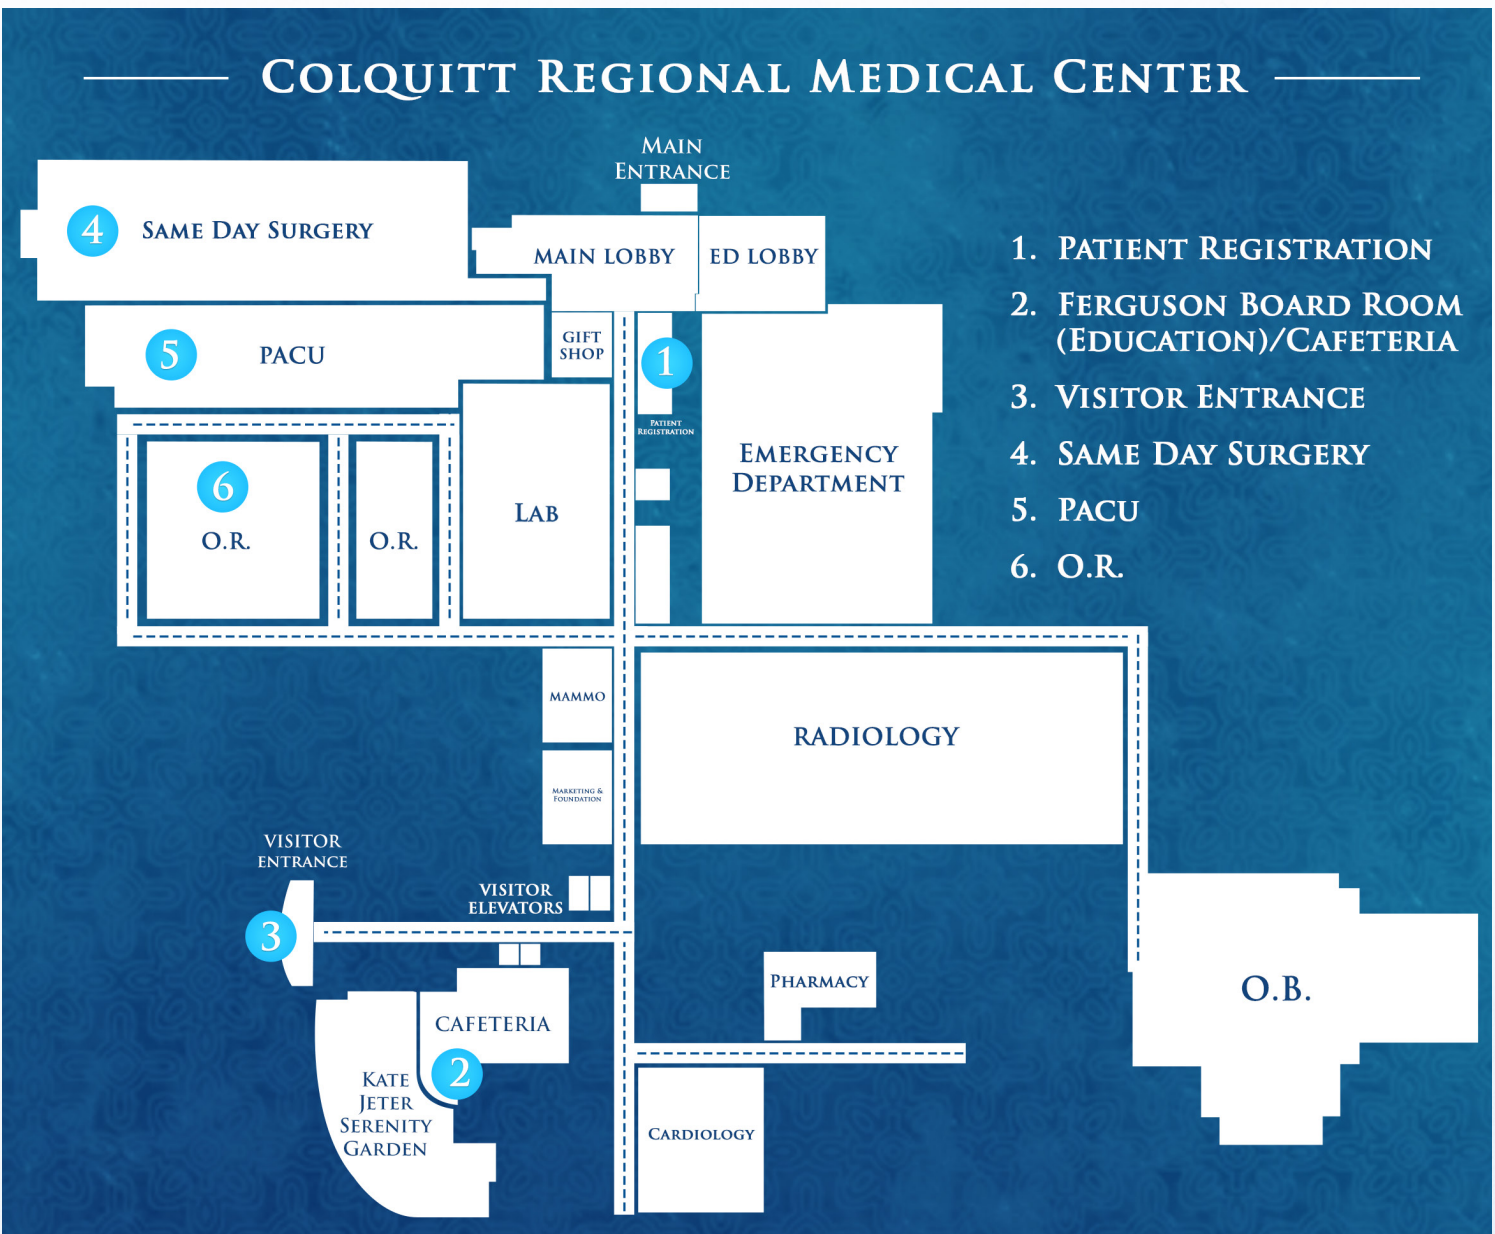 Colquitt Regional Medical Center
Main
Entrance
4
Same Day Surgery
Main Lobby
ED Lobby
1. Patient Registration
2. Ferguson Board Room
(Education)/Cafeteria
3. Visitor Entrance
4. Same Day Surgery
5. PACU
6. O.R.
5
PACU
Gift
Shop
1
Patient
Registration
Emergency
Department
6
O.R.
O.R.
Lab
Mammo
Radiology
Marketing &
Foundation
Visitor
Entrance
3
Visitor
Elevators
Pharmacy
O.B.
Cafeteria
2
Kate
Jeter
Serenity
Garden
Cardiology